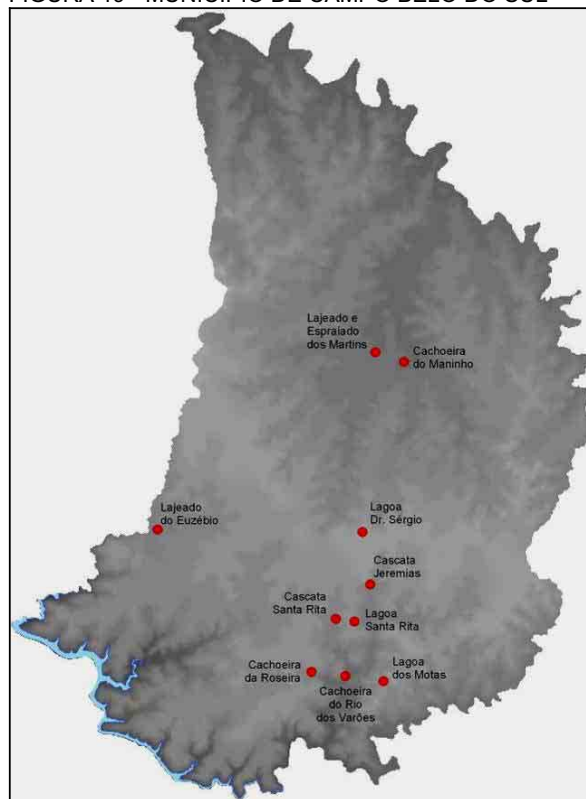 FIGURA 10 - MUNICÍPIO DE CAMPO BELO DO SUL
Lajeado e
Espraiado
dos Martins
Cachoeira
do Maninho
Lajeado
do Euzébio
Lagoa
Dr. Sérgio
Cascata
Jeremias
Cascata
Santa Rita
Lagoa
Santa Rita
Cachoeira
da Roseira
Cachoeira
do Rio
dos Varões
Lagoa
dos Motas